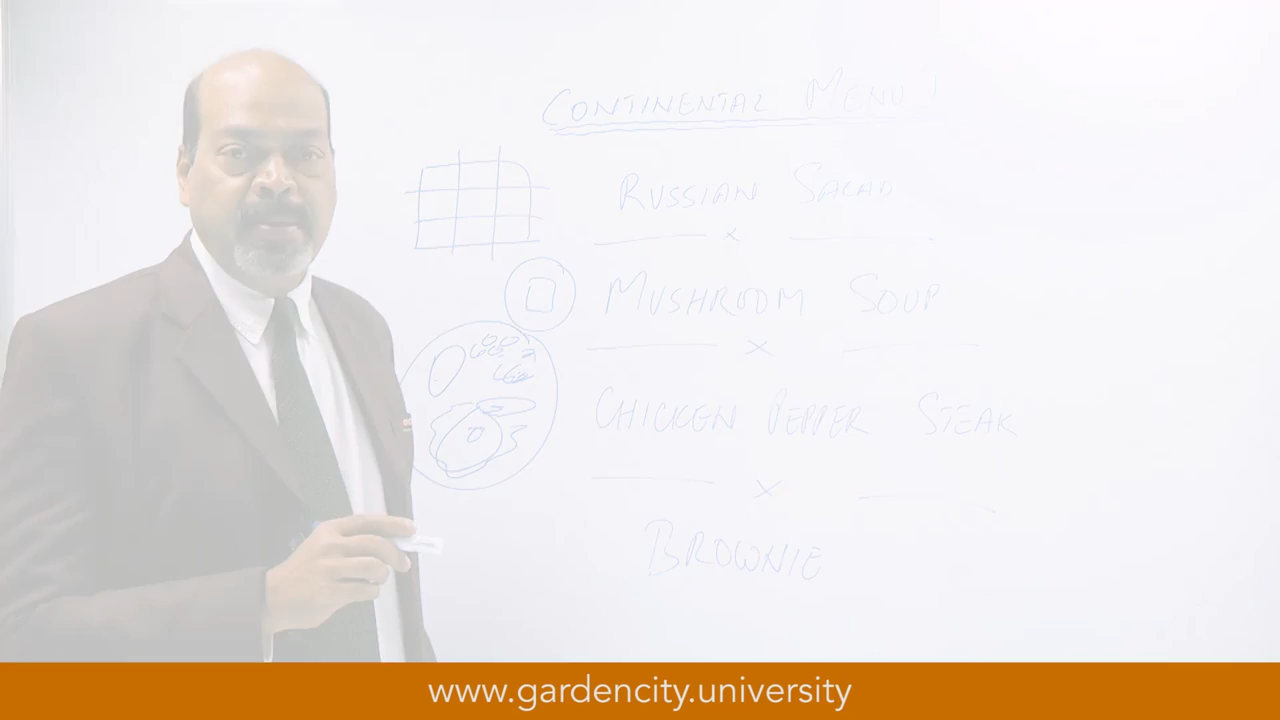 CONTINENTAL MENU
RUSSIAN SALAD
x
MUSHROOM SOUP
x
CHICKEN PEPPER STEAK
x
BROWNIE
www.gardencity.university